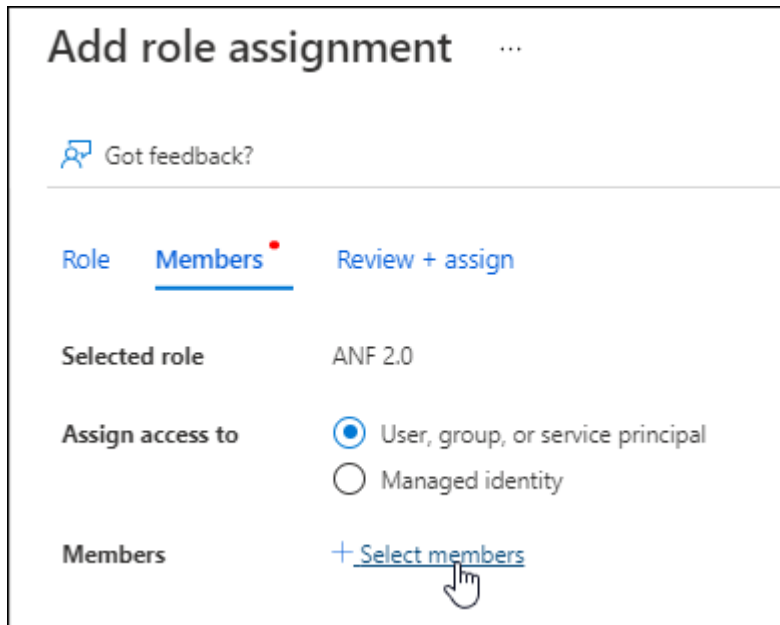 Add role assignment ...
Got feedback?
Role Members Review + assign
Selected role ANF 2.0
Assign access to User, group, or service principal
Managed identity
Members + Select members